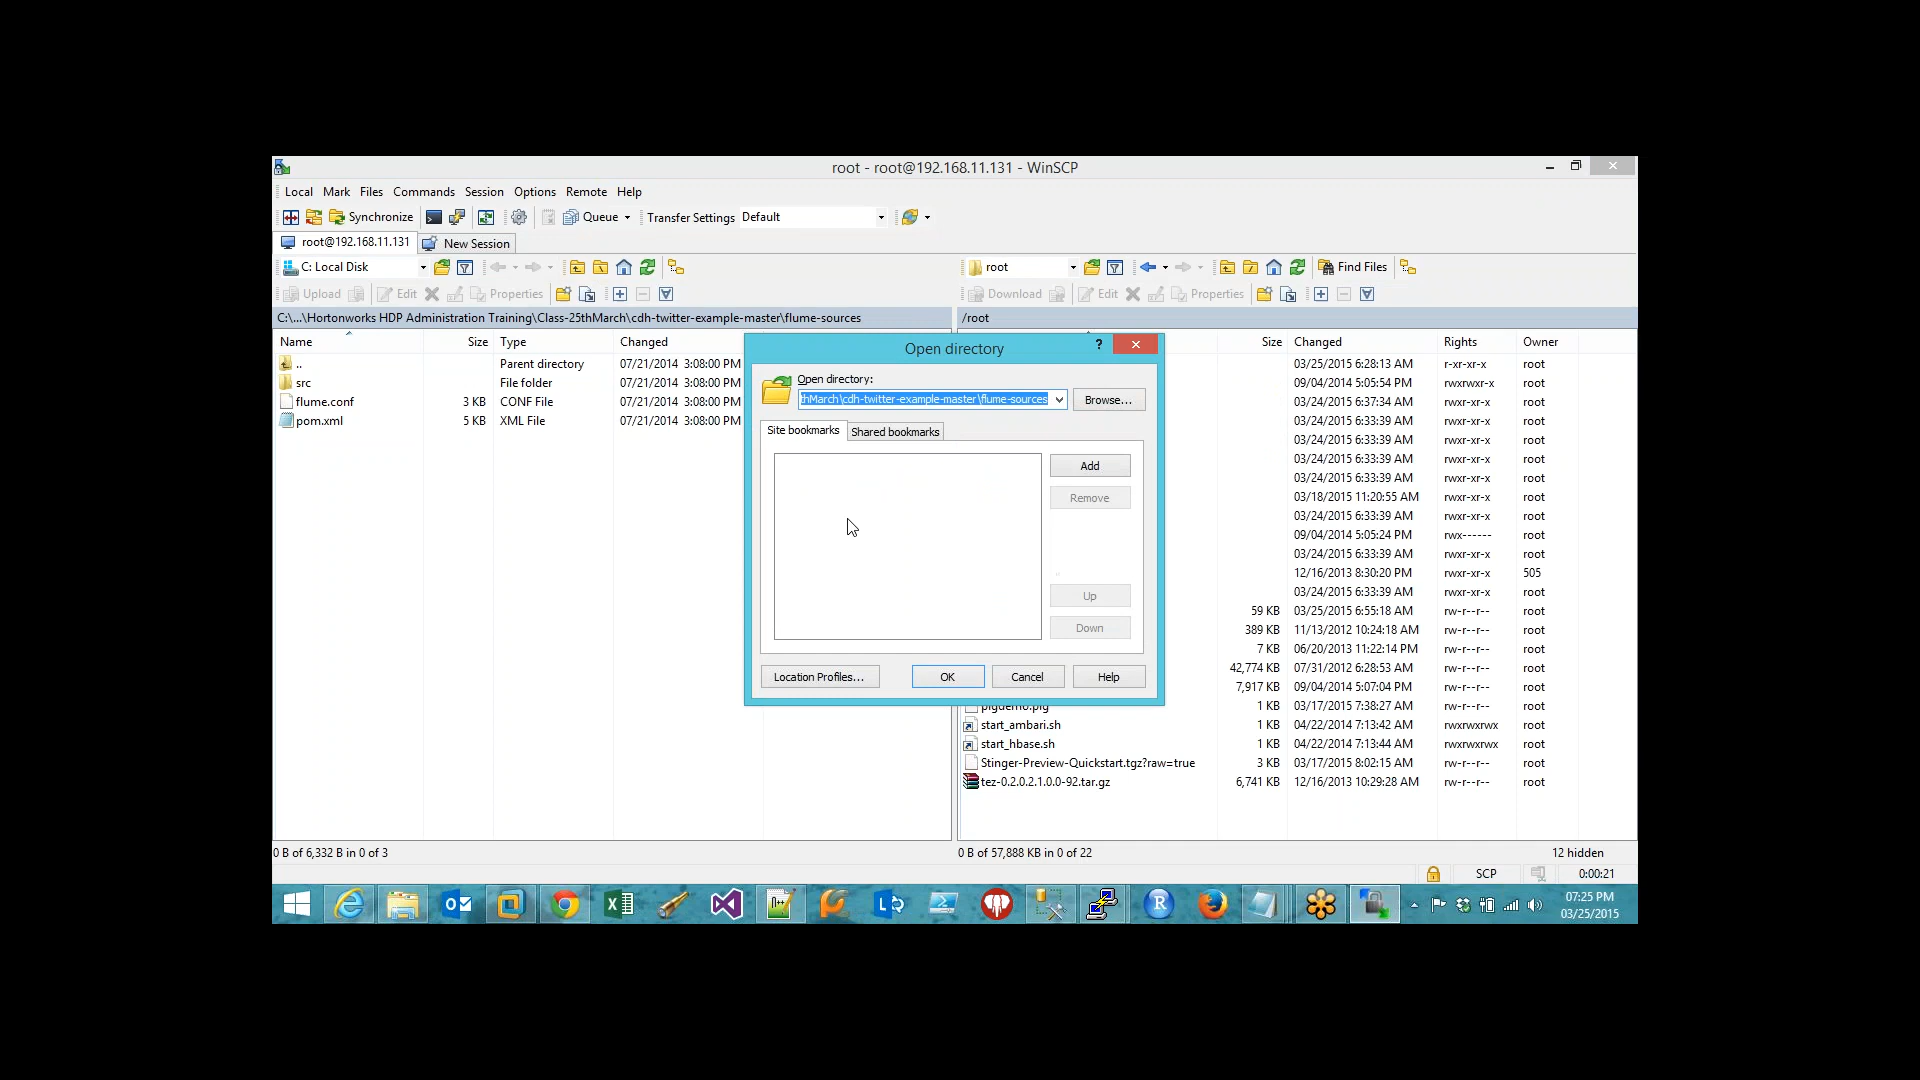 root - root@192.168.11.131 - WinSCP
Local Mark Files Commands Session Options Remote Help
Synchronize Queue Transfer Settings Default
root@192.168.11.131 New Session
C: Local Disk root Find Files
Upload Edit Properties Download Edit Properties
C:\...\Hortonworks HDP Administration Training\Class-25thMarch\cdh-twitter-example-master\flume-sources /root
Name Size Type Changed
.. Parent directory 07/21/2014 3:08:00 PM
src File folder 07/21/2014 3:08:00 PM
flume.conf 3 KB CONF File 07/21/2014 3:08:00 PM
pom.xml 5 KB XML File 07/21/2014 3:08:00 PM
0 B of 6,332 B in 0 of 3
Open directory ?
Open directory:
thMarch\cdh-twitter-example-master\flume-sources Browse...
Site bookmarks Shared bookmarks
Add
Remove
Up
Down
Location Profiles... OK Cancel Help
Size Changed Rights Owner
03/25/2015 6:28:13 AM r-xr-xr-x root
09/04/2014 5:05:54 PM rwxrwxr-x root
03/24/2015 6:37:34 AM rwxr-xr-x root
03/24/2015 6:33:39 AM rwxr-xr-x root
03/24/2015 6:33:39 AM rwxr-xr-x root
03/24/2015 6:33:39 AM rwxr-xr-x root
03/24/2015 6:33:39 AM rwxr-xr-x root
03/18/2015 11:20:55 AM rwxr-xr-x root
03/24/2015 6:33:39 AM rwxr-xr-x root
09/04/2014 5:05:24 PM rwx------ root
03/24/2015 6:33:39 AM rwxr-xr-x root
12/16/2013 8:30:20 PM rwxr-xr-x 505
03/24/2015 6:33:39 AM rwxr-xr-x root
59 KB 03/25/2015 6:55:18 AM rw-r--r-- root
389 KB 11/13/2012 10:24:18 AM rw-r--r-- root
7 KB 06/20/2013 11:22:14 PM rw-r--r-- root
42,774 KB 07/31/2012 6:28:53 AM rw-r--r-- root
7,917 KB 09/04/2014 5:07:04 PM rw-r--r-- root
pigdemo.pig 1 KB 03/17/2015 7:38:27 AM rw-r--r-- root
start_ambari.sh 1 KB 04/22/2014 7:13:42 AM rwxrwxrwx root
start_hbase.sh 1 KB 04/22/2014 7:13:44 AM rwxrwxrwx root
Stinger-Preview-Quickstart.tgz?raw=true 3 KB 03/17/2015 8:02:15 AM rw-r--r-- root
tez-0.2.0.2.1.0.0-92.tar.gz 6,741 KB 12/16/2013 10:29:28 AM rw-r--r-- root
0 B of 57,888 KB in 0 of 22 12 hidden
SCP 0:00:21
07:25 PM
03/25/2015